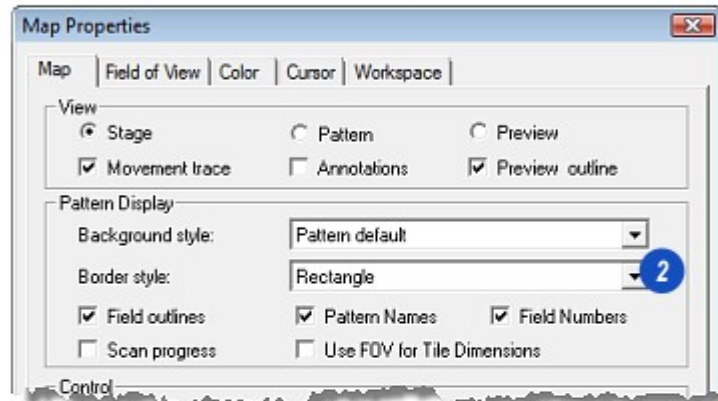 Map Properties
Map Field of View Color Cursor Workspace
View
Stage Pattern Preview
Movement trace Annotations Preview outline
Pattern Display
Background style: Pattern default
Border style: Rectangle 2
Field outlines Pattern Names Field Numbers
Scan progress Use FOV for Tile Dimensions
Control